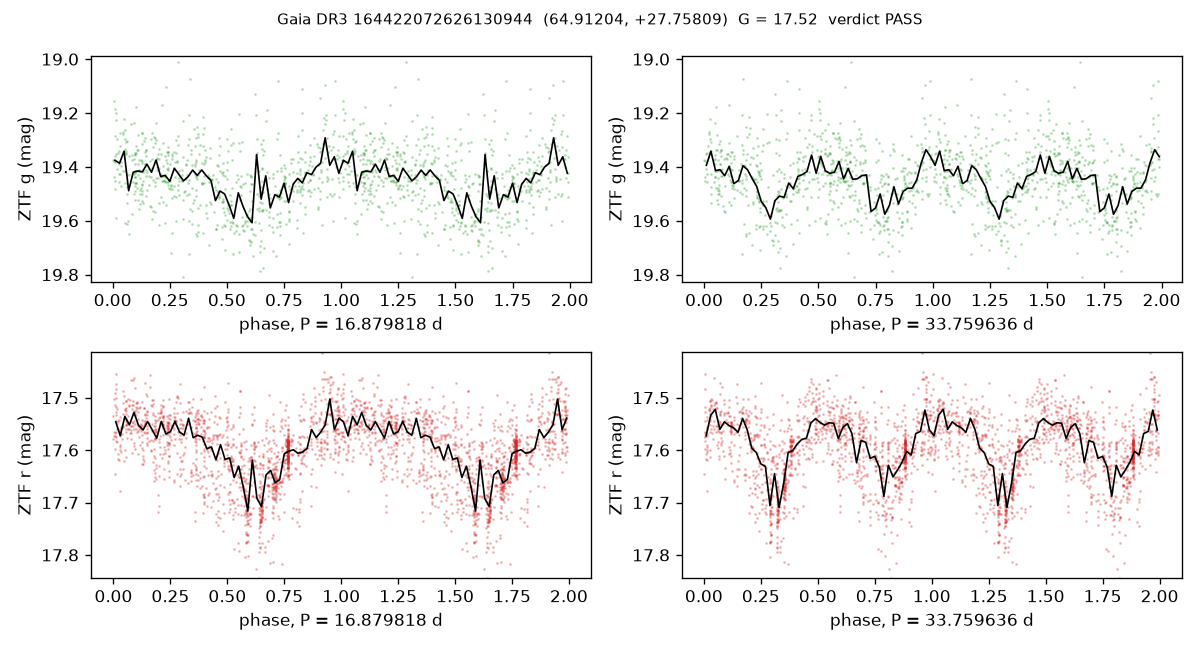 Gaia DR3 164422072626130944  (64.91204, +27.75809)  G = 17.52  verdict PASS
ZTF g (mag)
19.0
19.2
19.4
19.6
19.8
0.00 0.25 0.50 0.75 1.00 1.25 1.50 1.75 2.00
phase, P = 16.879818 d
ZTF g (mag)
19.0
19.2
19.4
19.6
19.8
0.00 0.25 0.50 0.75 1.00 1.25 1.50 1.75 2.00
phase, P = 33.759636 d
ZTF r (mag)
17.5
17.6
17.7
17.8
0.00 0.25 0.50 0.75 1.00 1.25 1.50 1.75 2.00
phase, P = 16.879818 d
ZTF r (mag)
17.5
17.6
17.7
17.8
0.00 0.25 0.50 0.75 1.00 1.25 1.50 1.75 2.00
phase, P = 33.759636 d